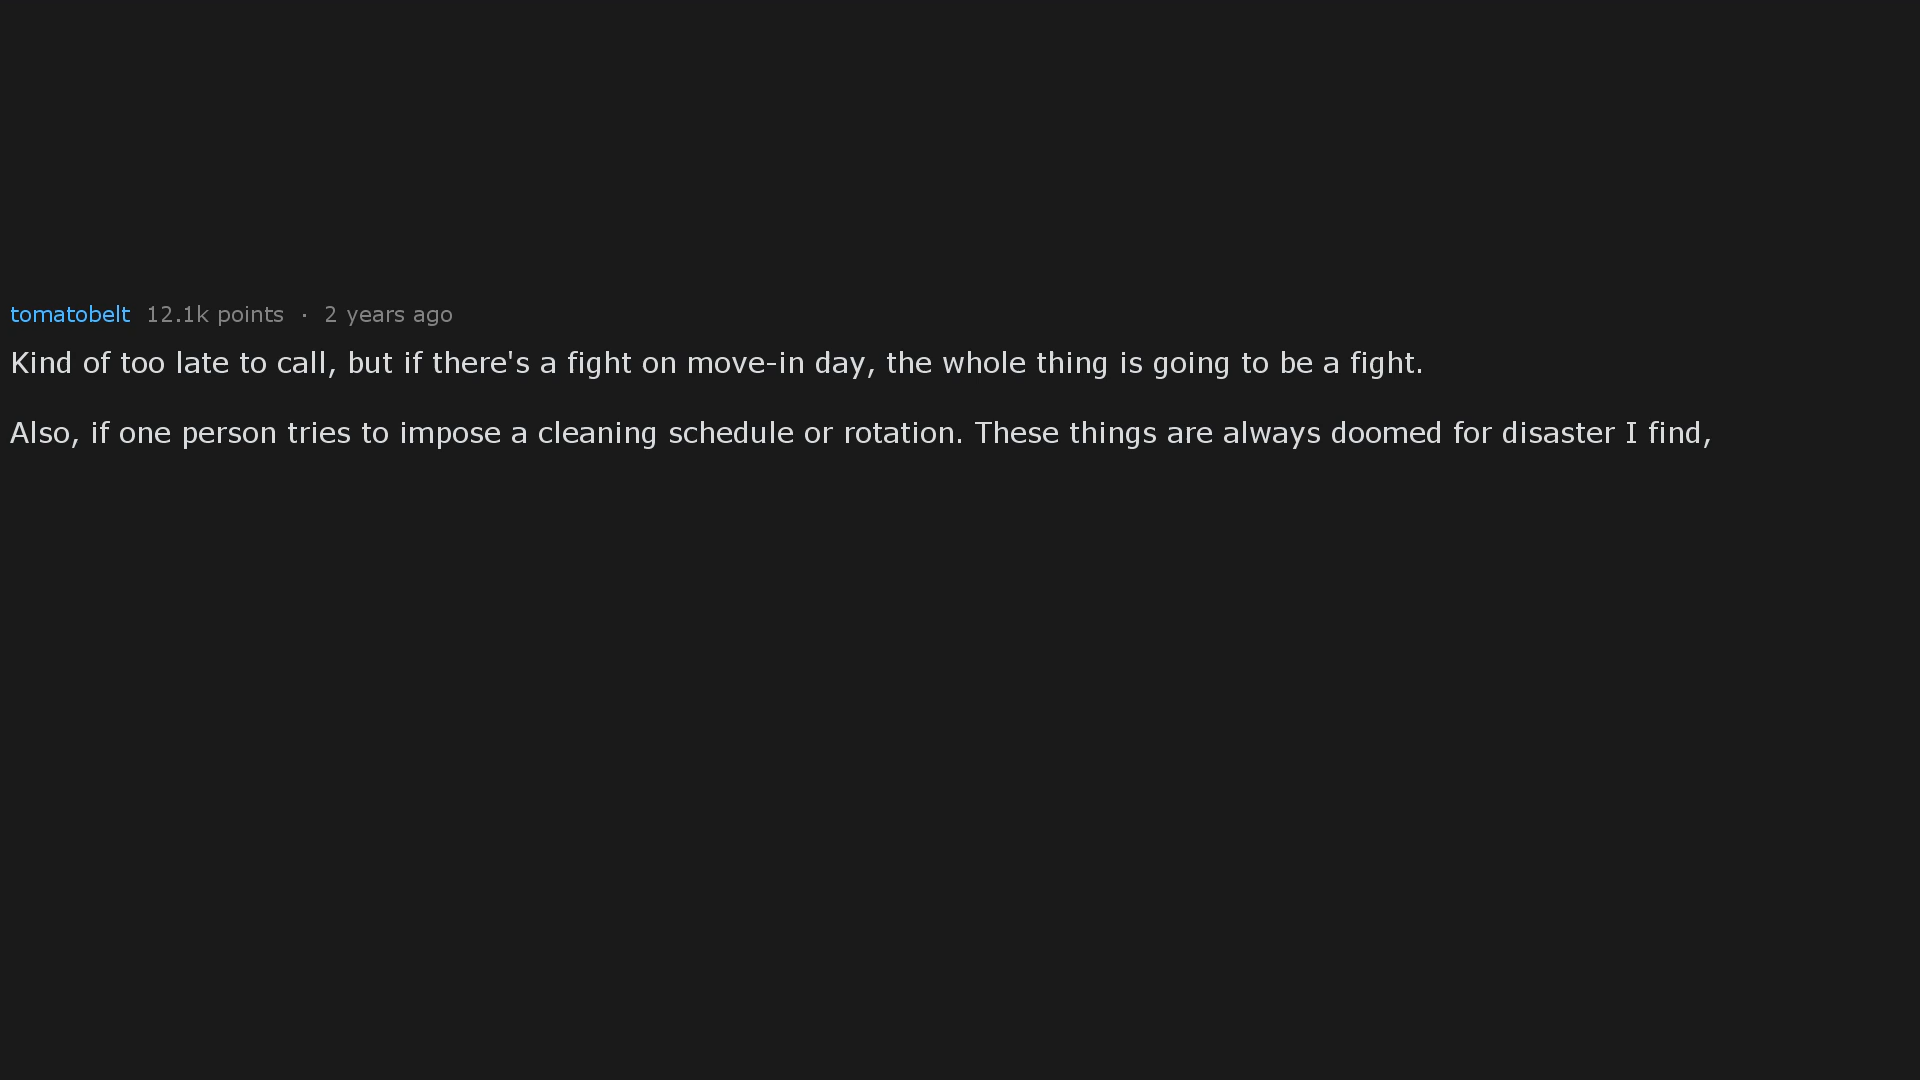 tomatobelt 12.1k points · 2 years ago
Kind of too late to call, but if there's a fight on move-in day, the whole thing is going to be a fight.
Also, if one person tries to impose a cleaning schedule or rotation. These things are always doomed for disaster I find,